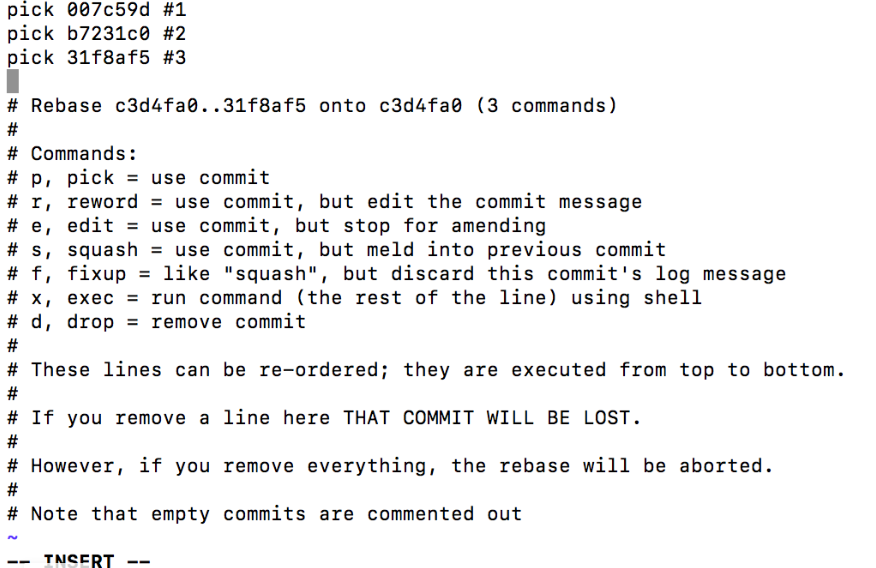 pick 007c59d #1
pick b7231c0 #2
pick 31f8af5 #3
# Rebase c3d4fa0..31f8af5 onto c3d4fa0 (3 commands)
#
# Commands:
# p, pick = use commit
# r, reword = use commit, but edit the commit message
# e, edit = use commit, but stop for amending
# s, squash = use commit, but meld into previous commit
# f, fixup = like "squash", but discard this commit's log message
# x, exec = run command (the rest of the line) using shell
# d, drop = remove commit
#
# These lines can be re-ordered; they are executed from top to bottom.
#
# If you remove a line here THAT COMMIT WILL BE LOST.
#
# However, if you remove everything, the rebase will be aborted.
#
# Note that empty commits are commented out
~
-- INSERT --